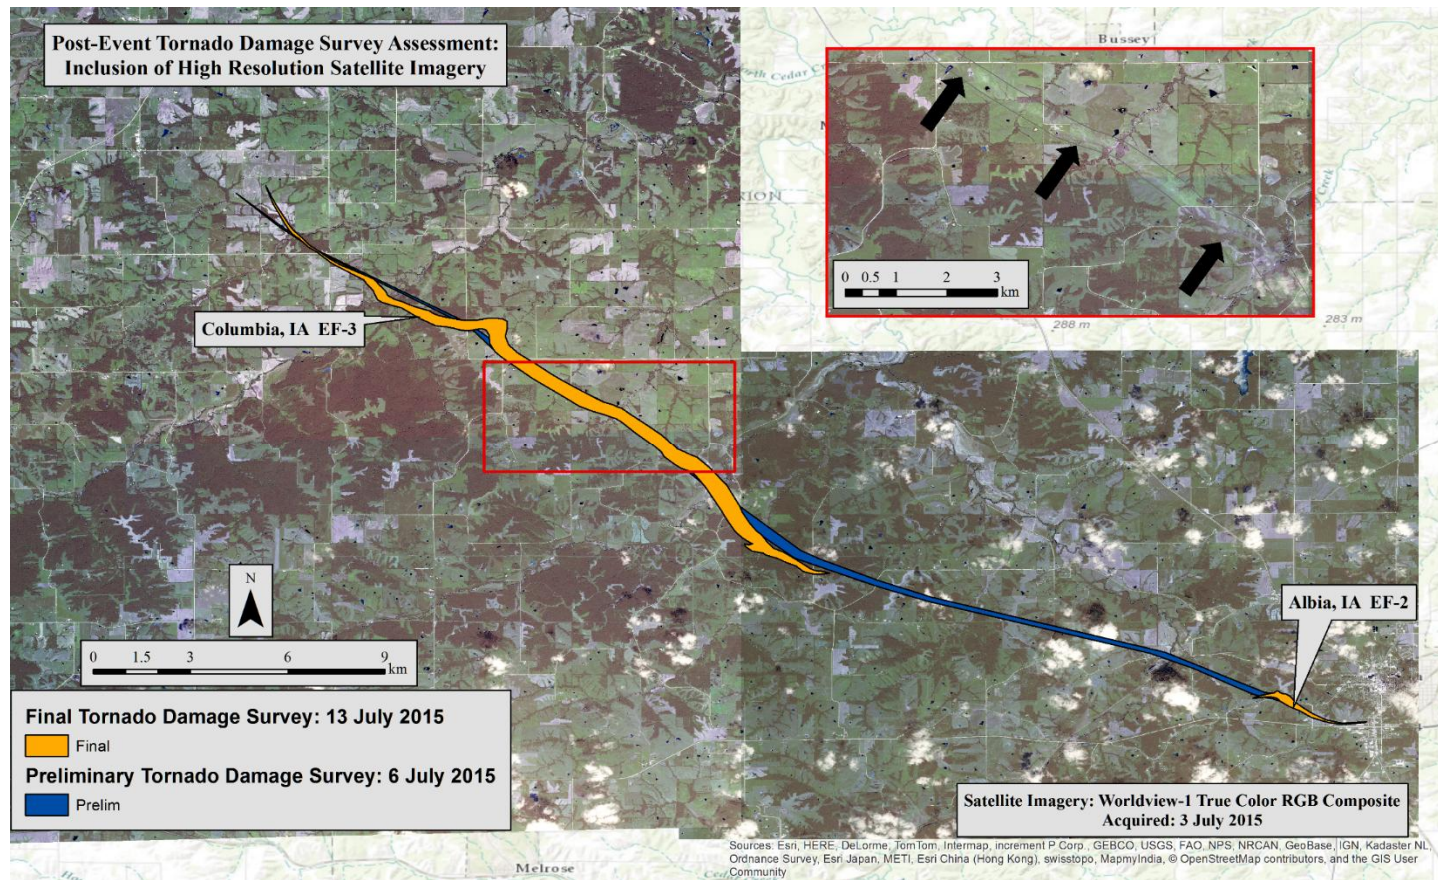 Post-Event Tornado Damage Survey Assessment:
Inclusion of High Resolution Satellite Imagery
Bussey
North Cedar Cr
RION
Creek
0 0.5 1 2 3
km
288 m
283 m
Columbia, IA EF-3
N
0 1.5 3 6 9
km
Albia, IA EF-2
Final Tornado Damage Survey: 13 July 2015
Final
Preliminary Tornado Damage Survey: 6 July 2015
Prelim
Satellite Imagery: Worldview-1 True Color RGB Composite
Acquired: 3 July 2015
Sources: Esri, HERE, DeLorme, TomTom, Intermap, increment P Corp., GEBCO, USGS, FAO, NPS, NRCAN, GeoBase, IGN, Kadaster NL,
Ordnance Survey, Esri Japan, METI, Esri China (Hong Kong), swisstopo, MapmyIndia, © OpenStreetMap contributors, and the GIS User
Community
Melrose